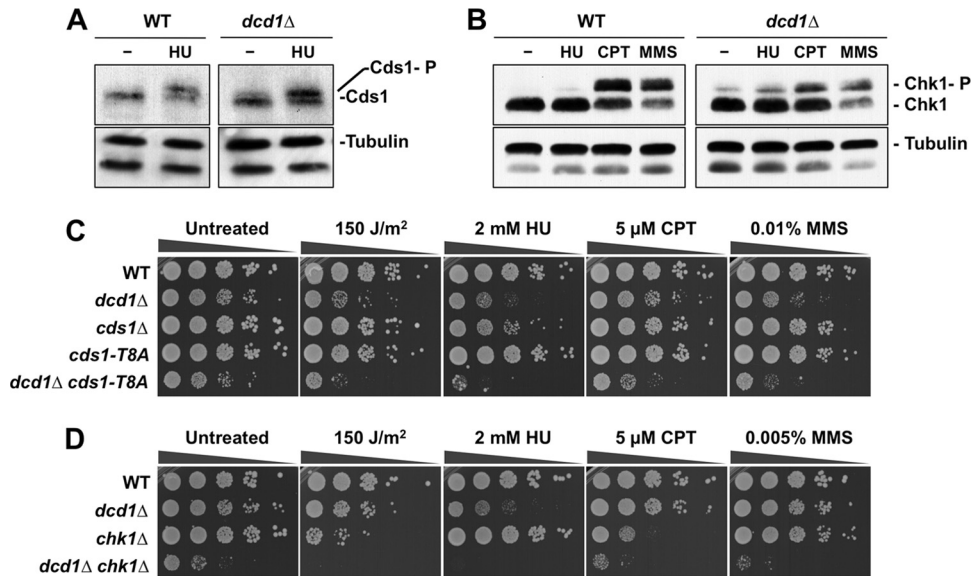 A
WT
dcd1Δ
– HU – HU
Cds1- P
-Cds1
-Tubulin
B
WT
dcd1Δ
– HU CPT MMS – HU CPT MMS
- Chk1- P
- Chk1
- Tubulin
C
Untreated 150 J/m² 2 mM HU 5 µM CPT 0.01% MMS
WT
dcd1Δ
cds1Δ
cds1-T8A
dcd1Δ cds1-T8A
D
Untreated 150 J/m² 2 mM HU 5 µM CPT 0.005% MMS
WT
dcd1Δ
chk1Δ
dcd1Δ chk1Δ